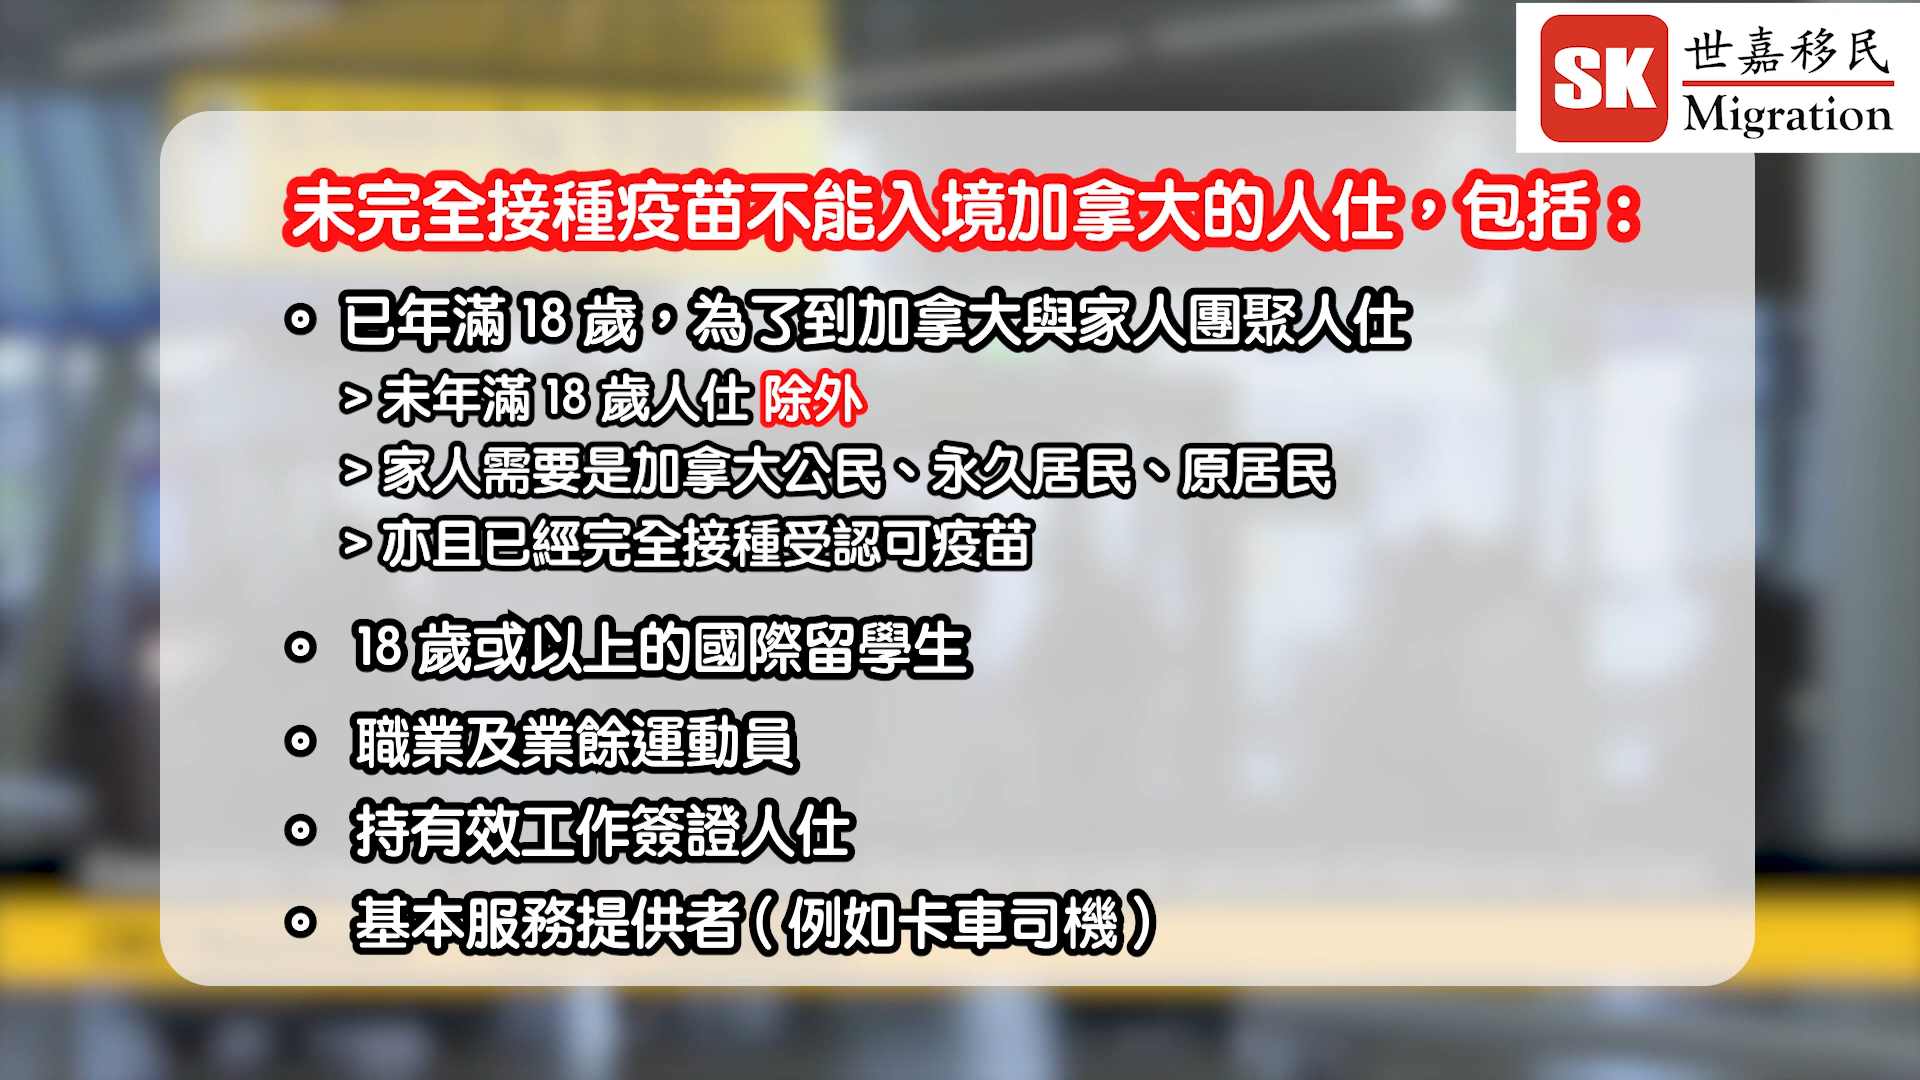 SK 世嘉移民
Migration
未完全接種疫苗不能入境加拿大的人仕，包括：
已年滿 18 歲，為了到加拿大與家人團聚人仕
> 未年滿 18 歲人仕 除外
> 家人需要是加拿大公民、永久居民、原居民
> 亦且已經完全接種受認可疫苗
18 歲或以上的國際留學生
職業及業餘運動員
持有效工作簽證人仕
基本服務提供者 ( 例如卡車司機 )